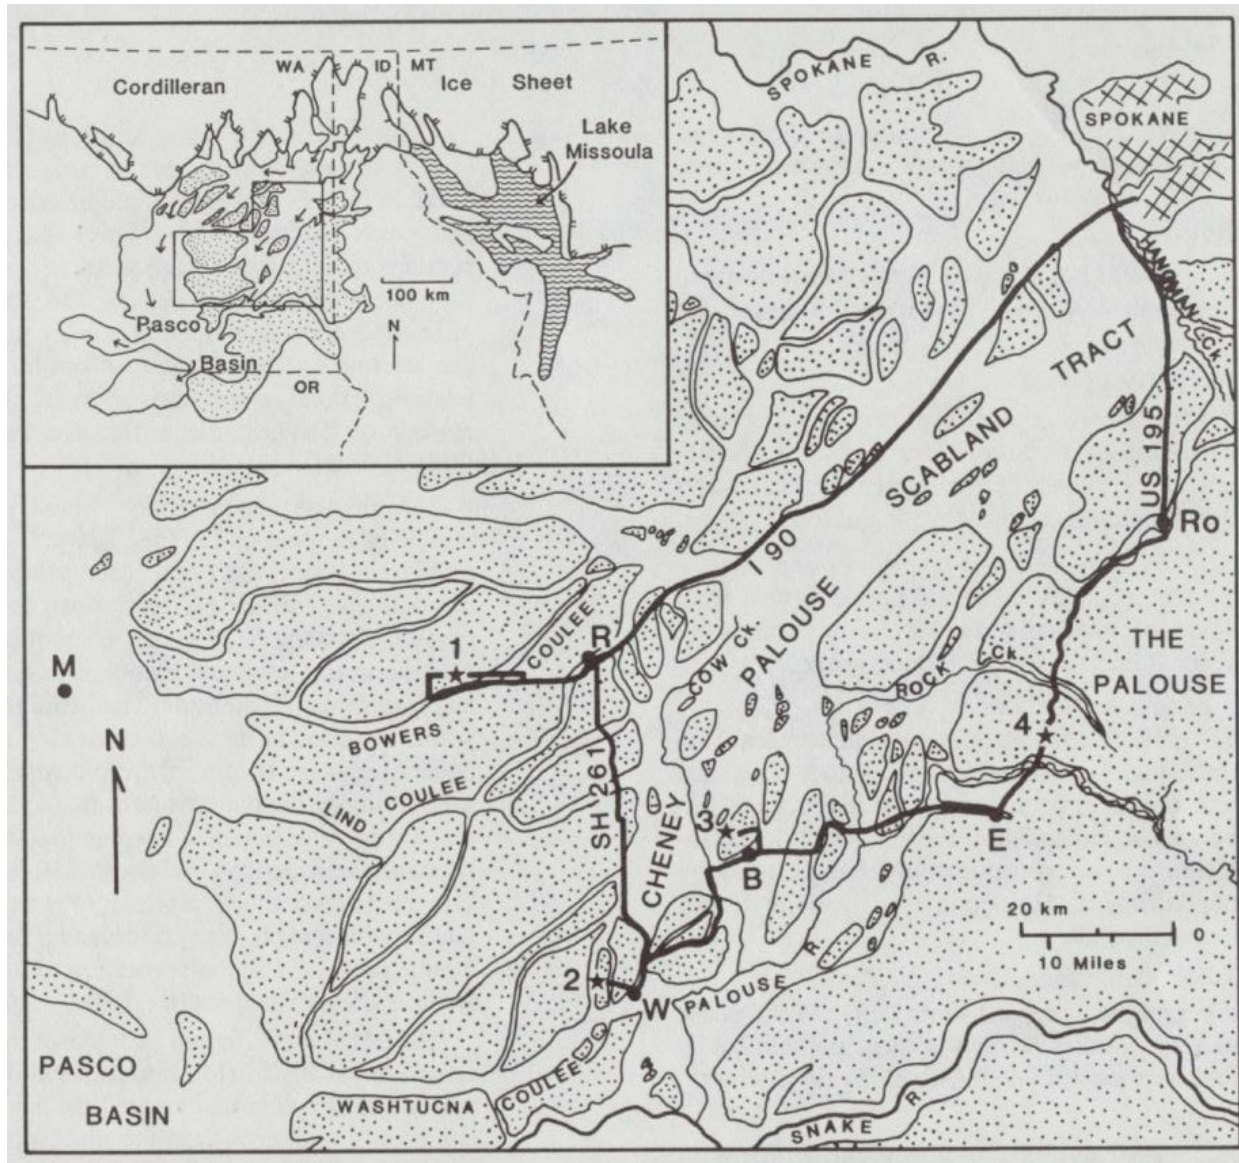 WA
ID
MT
Cordilleran
Ice Sheet
Lake
Missoula
100 km
N
Pasco
Basin
OR
SPOKANE R.
SPOKANE
HANGMAN Ck.
US 195
Ro
TRACT
SCABLAND
I 90
PALOUSE
CHENEY
COW Ck.
ROCK Ck.
THE
PALOUSE
1
COULEE
R
M
BOWERS
N
LIND COULEE
SH 261
4
3
B
E
20 km
0
10 Miles
2
W
PALOUSE R.
PASCO
BASIN
WASHTUCNA COULEE
SNAKE R.